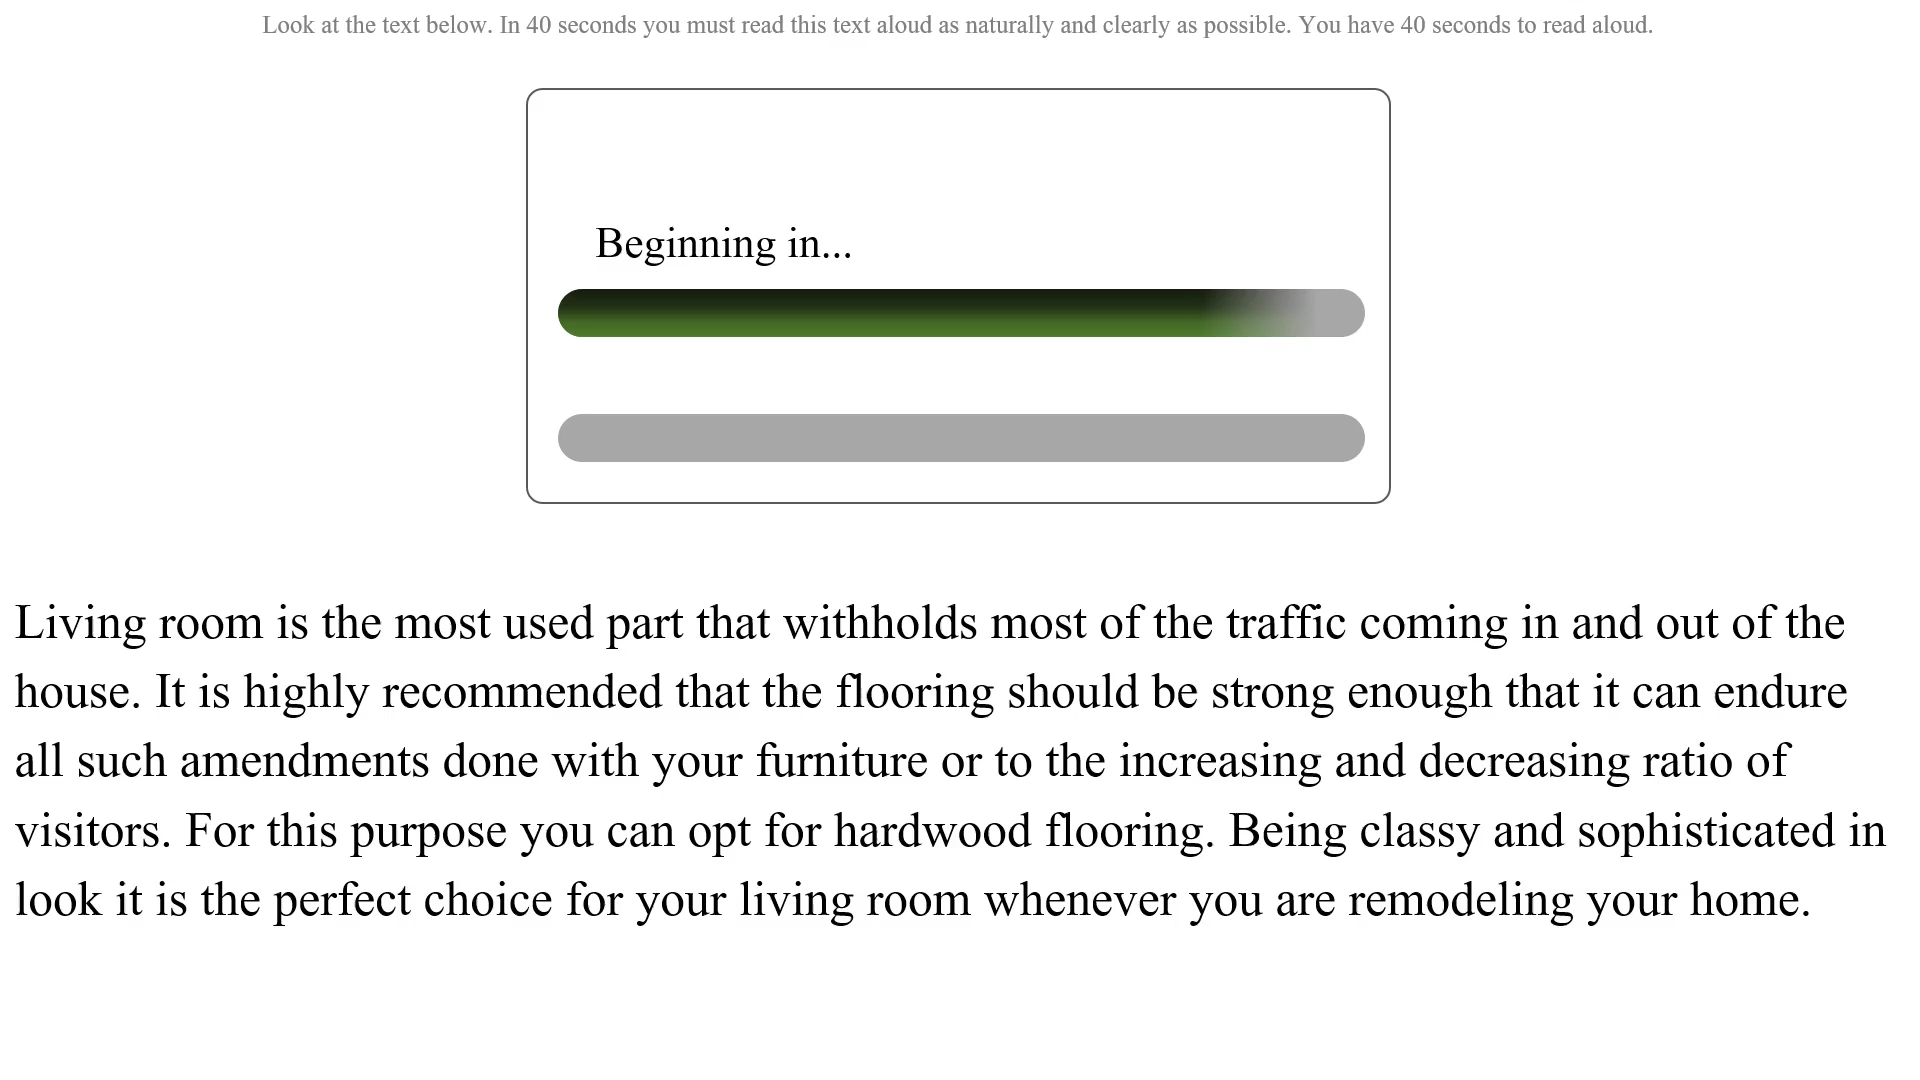 Look at the text below. In 40 seconds you must read this text aloud as naturally and clearly as possible. You have 40 seconds to read aloud.
Beginning in...
Living room is the most used part that withholds most of the traffic coming in and out of the
house. It is highly recommended that the flooring should be strong enough that it can endure
all such amendments done with your furniture or to the increasing and decreasing ratio of
visitors. For this purpose you can opt for hardwood flooring. Being classy and sophisticated in
look it is the perfect choice for your living room whenever you are remodeling your home.